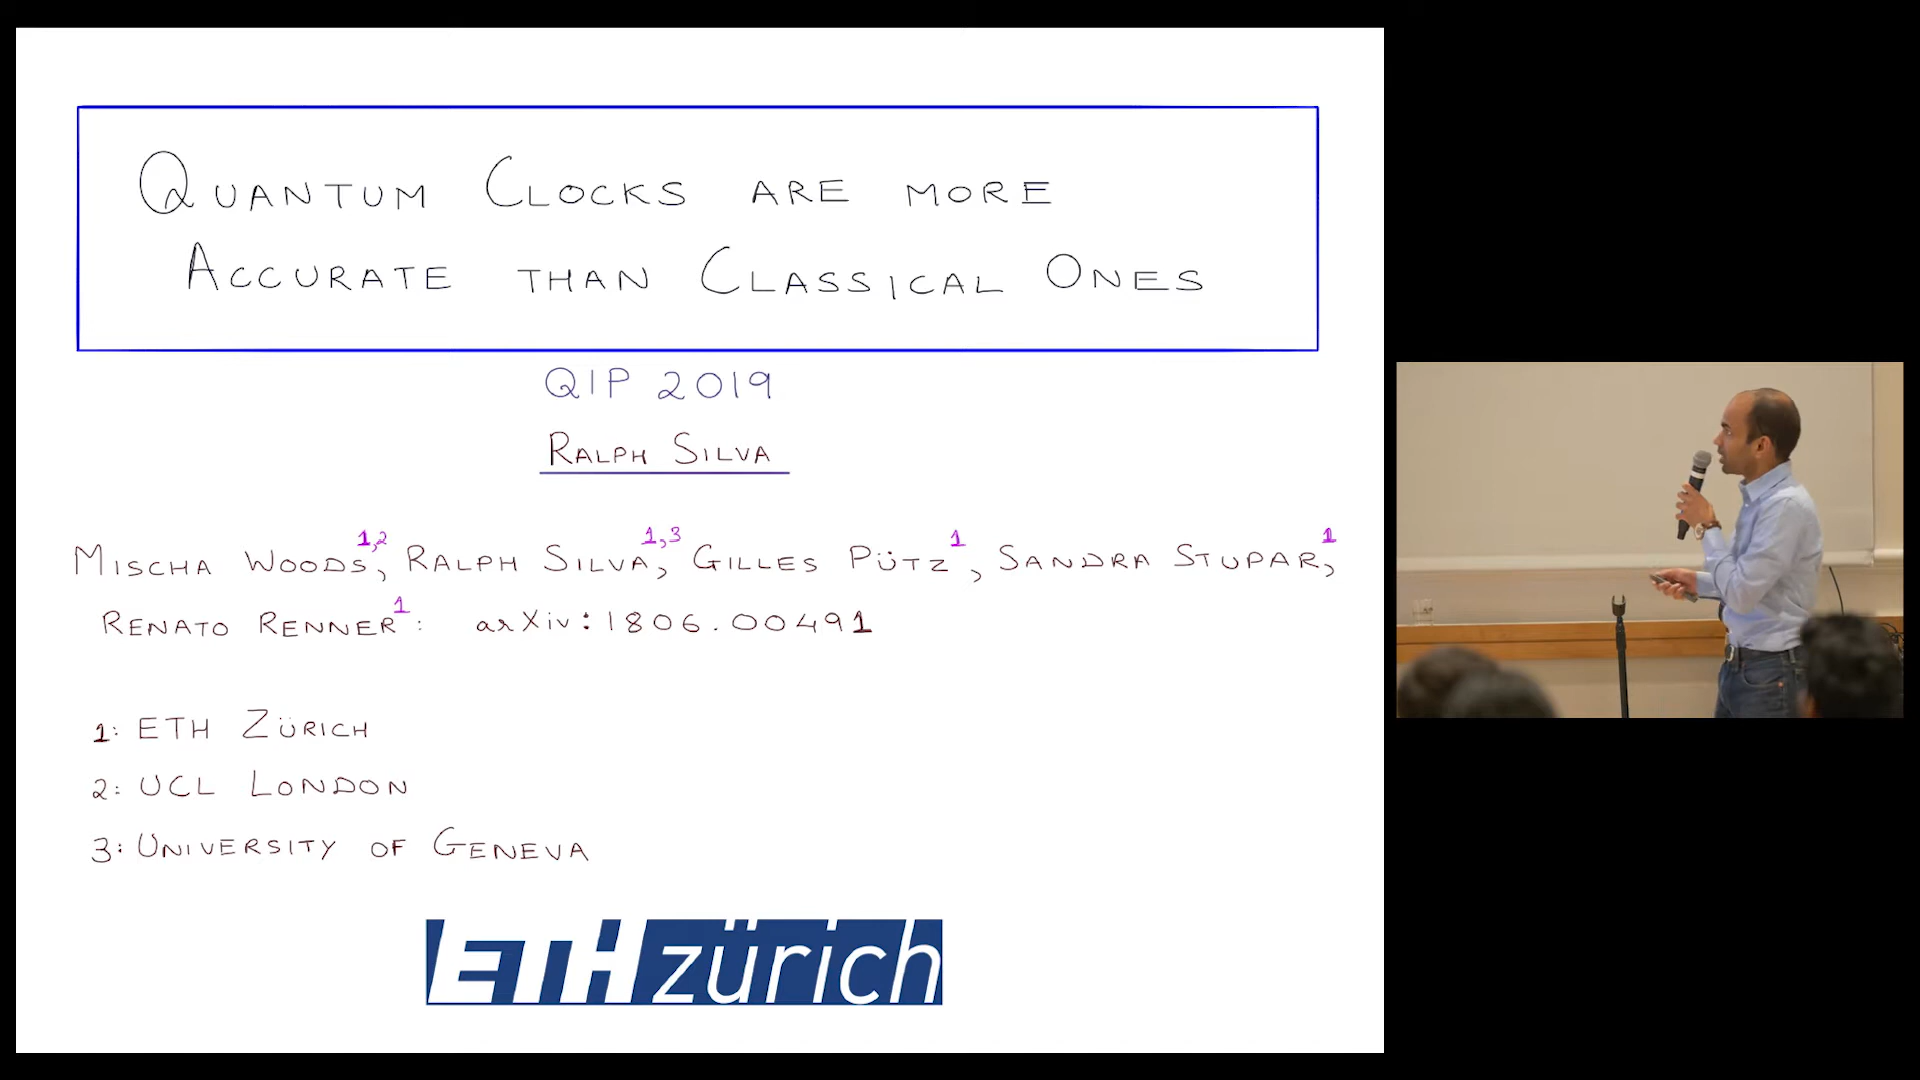 QUANTUM CLOCKS ARE MORE
ACCURATE THAN CLASSICAL ONES
QIP 2019
RALPH SILVA
MISCHA WOODS1,2, RALPH SILVA1,3, GILLES PÜTZ1, SANDRA STUPAR1,
RENATO RENNER1: arXiv:1806.00491
1: ETH ZÜRICH
2: UCL LONDON
3: UNIVERSITY OF GENEVA
ETH zürich